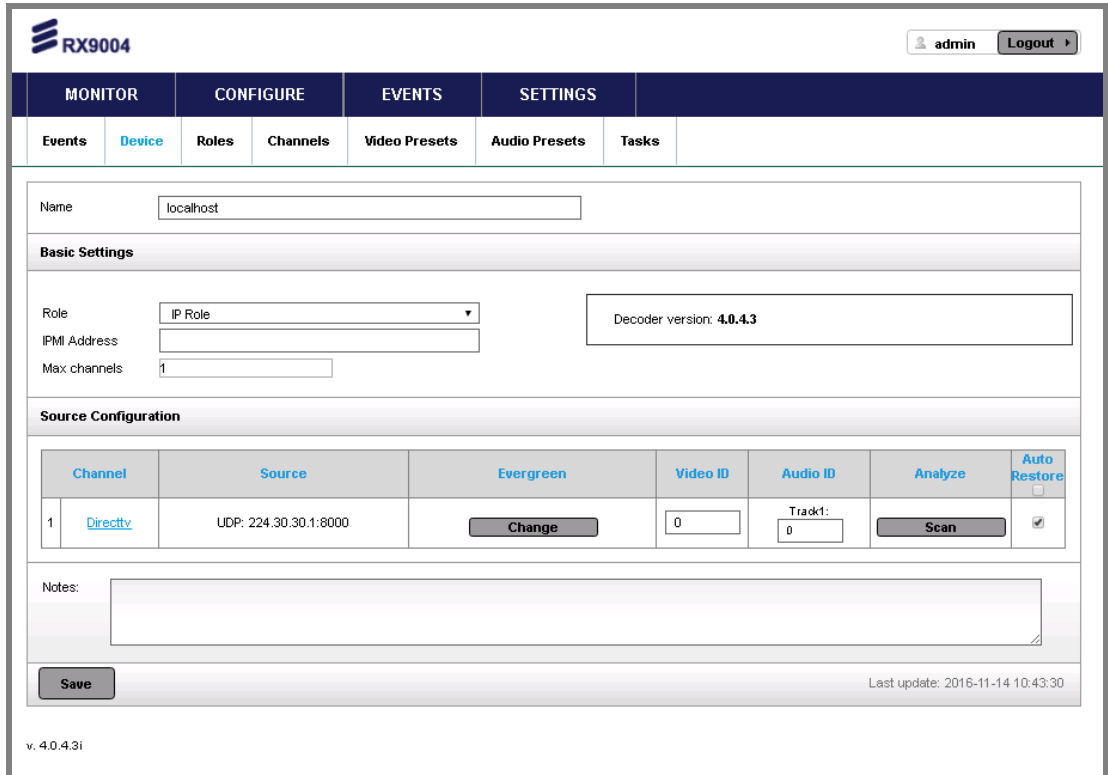 RX9004
admin Logout
MONITOR CONFIGURE EVENTS SETTINGS
Events Device Roles Channels Video Presets Audio Presets Tasks
Name localhost
Basic Settings
Role IP Role
Decoder version: 4.0.4.3
IPMI Address
Max channels 1
Source Configuration
Channel Source Evergreen Video ID Audio ID Analyze Auto Restore
1 Directtv UDP: 224.30.30.1:8000 Change 0 Track1: 0 Scan
Notes:
Save Last update: 2016-11-14 10:43:30
v. 4.0.4.3i